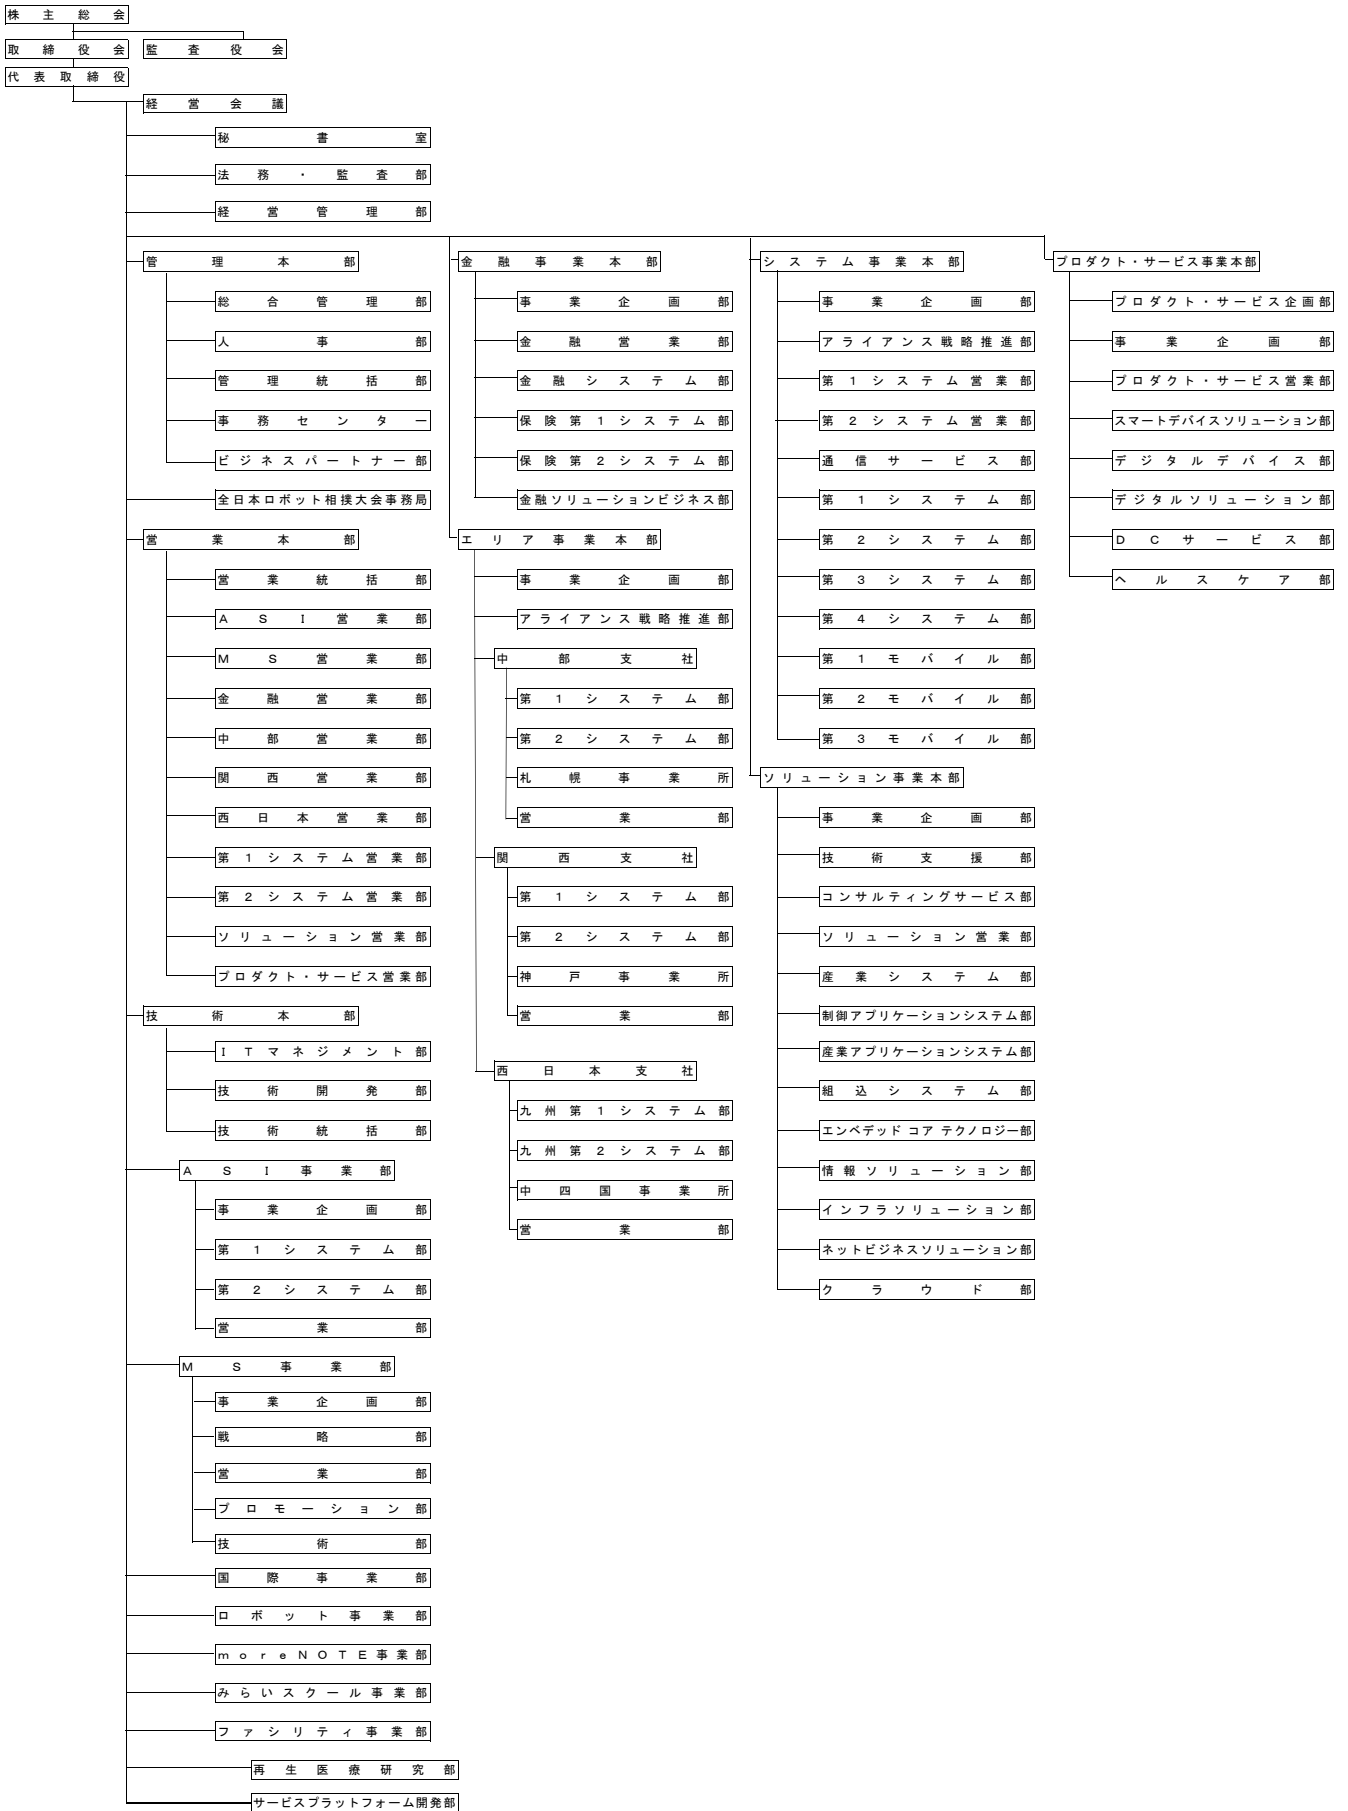 株主総会
取締役会
監査役会
代表取締役
経営会議
秘書室
法務・監査部
経営管理部
管理本部
総合管理部
人事部
管理統括部
事務センター
ビジネスパートナー部
全日本ロボット相撲大会事務局
営業本部
営業統括部
ASI営業部
MS営業部
金融営業部
中部営業部
関西営業部
西日本営業部
第1システム営業部
第2システム営業部
ソリューション営業部
プロダクト・サービス営業部
技術本部
ITマネジメント部
技術開発部
技術統括部
ASI事業部
事業企画部
第1システム部
第2システム部
営業部
MS事業部
事業企画部
戦略部
営業部
プロモーション部
技術部
国際事業部
ロボット事業部
moreNOTE事業部
みらいスクール事業部
ファシリティ事業部
再生医療研究部
サービスプラットフォーム開発部
金融事業本部
事業企画部
金融営業部
金融システム部
保険第1システム部
保険第2システム部
金融ソリューションビジネス部
エリア事業本部
事業企画部
アライアンス戦略推進部
中部支社
第1システム部
第2システム部
札幌事業所
営業部
関西支社
第1システム部
第2システム部
神戸事業所
営業部
西日本支社
九州第1システム部
九州第2システム部
中四国事業所
営業部
システム事業本部
事業企画部
アライアンス戦略推進部
第1システム営業部
第2システム営業部
通信サービス部
第1システム部
第2システム部
第3システム部
第4システム部
第1モバイル部
第2モバイル部
第3モバイル部
ソリューション事業本部
事業企画部
技術支援部
コンサルティングサービス部
ソリューション営業部
産業システム部
制御アプリケーションシステム部
産業アプリケーションシステム部
組込システム部
エンベデッド コア テクノロジー部
情報ソリューション部
インフラソリューション部
ネットビジネスソリューション部
クラウド部
プロダクト・サービス事業本部
プロダクト・サービス企画部
事業企画部
プロダクト・サービス営業部
スマートデバイスソリューション部
デジタルデバイス部
デジタルソリューション部
DCサービス部
ヘルスケア部